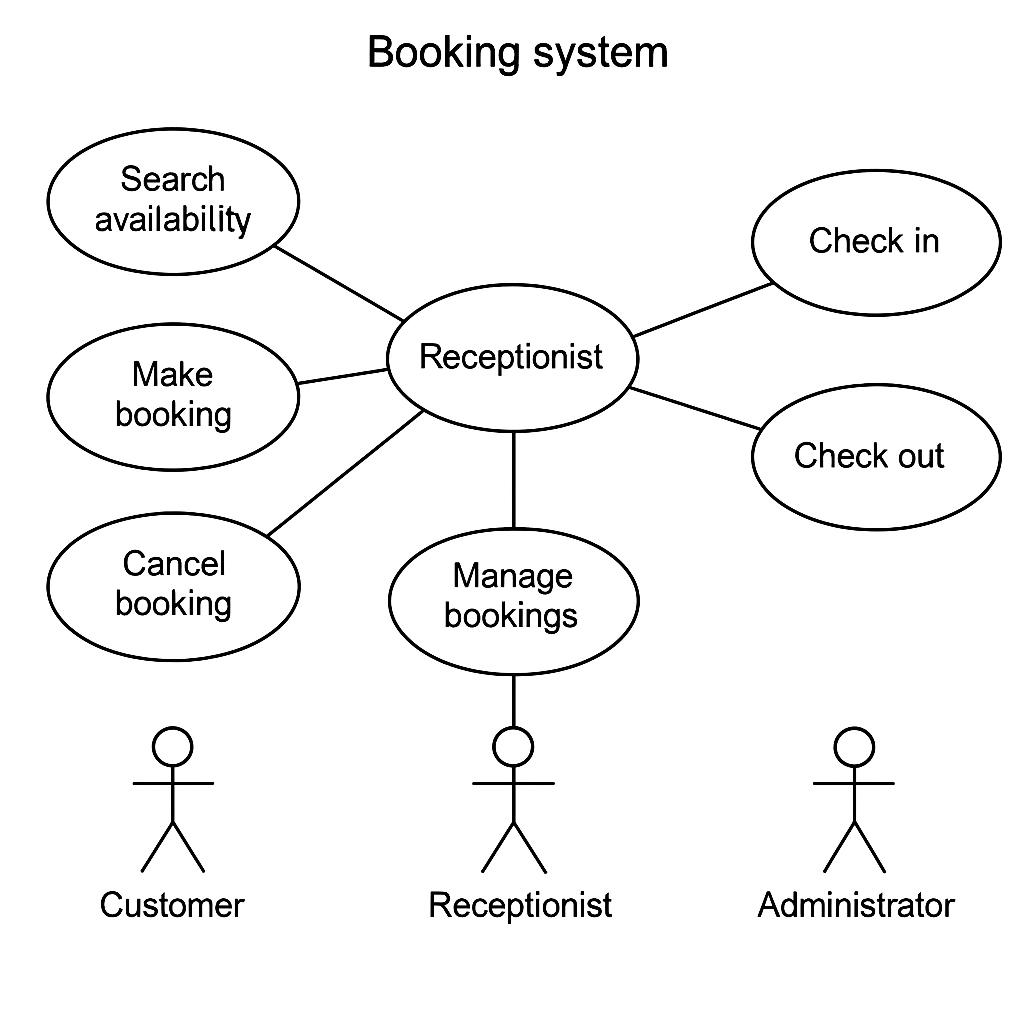 Booking system
Search
availability
Make
booking
Cancel
booking
Receptionist
Manage
bookings
Check in
Check out
Customer
Receptionist
Administrator